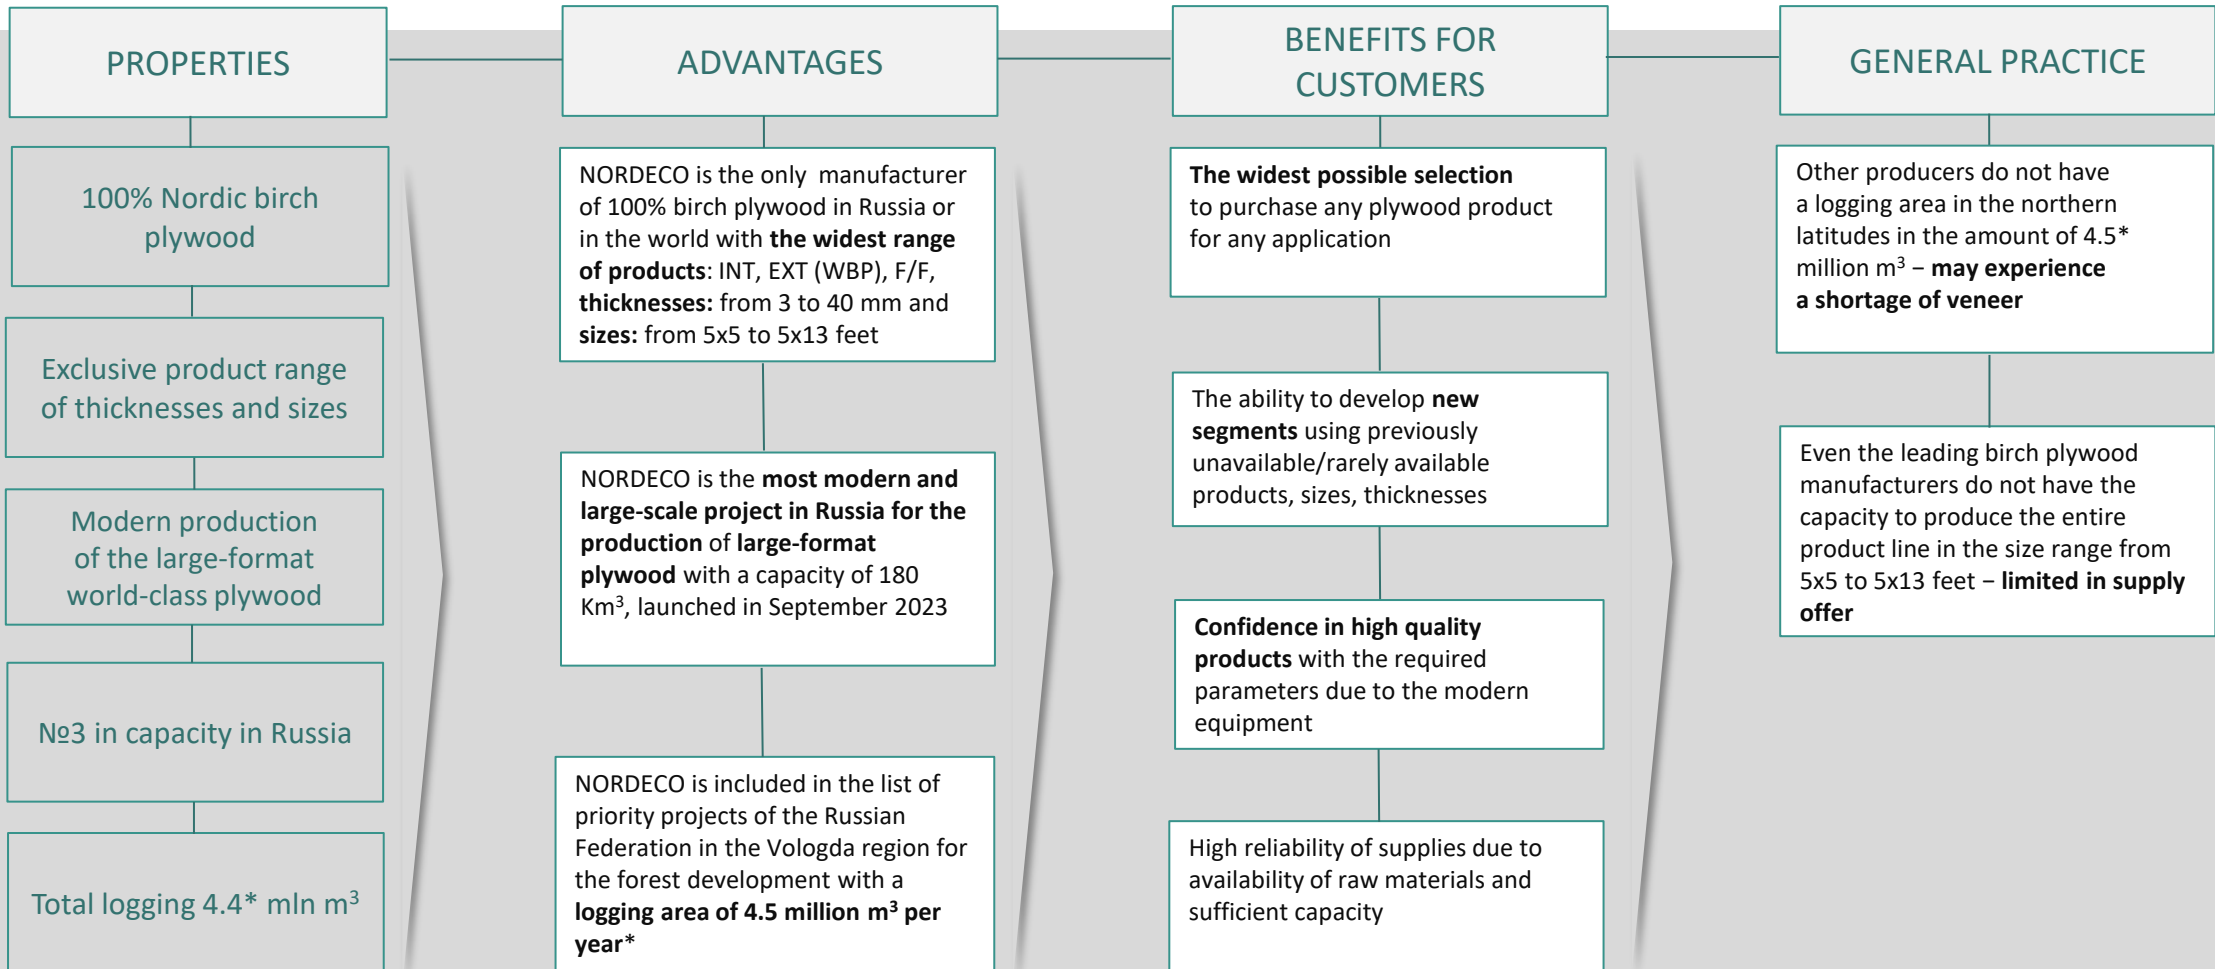 PROPERTIES
100% Nordic birch
plywood
Exclusive product range
of thicknesses and sizes
Modern production
of the large-format
world-class plywood
№3 in capacity in Russia
Total logging 4.4* mln m³
ADVANTAGES
NORDECO is the only manufacturer
of 100% birch plywood in Russia or
in the world with the widest range
of products: INT, EXT (WBP), F/F,
thicknesses: from 3 to 40 mm and
sizes: from 5x5 to 5x13 feet
NORDECO is the most modern and
large-scale project in Russia for the
production of large-format
plywood with a capacity of 180
Km³, launched in September 2023
NORDECO is included in the list of
priority projects of the Russian
Federation in the Vologda region for
the forest development with a
logging area of 4.5 million m³ per
year*
BENEFITS FOR
CUSTOMERS
The widest possible selection
to purchase any plywood product
for any application
The ability to develop new
segments using previously
unavailable/rarely available
products, sizes, thicknesses
Confidence in high quality
products with the required
parameters due to the modern
equipment
High reliability of supplies due to
availability of raw materials and
sufficient capacity
GENERAL PRACTICE
Other producers do not have
a logging area in the northern
latitudes in the amount of 4.5*
million m³ – may experience
a shortage of veneer
Even the leading birch plywood
manufacturers do not have the
capacity to produce the entire
product line in the size range from
5x5 to 5x13 feet – limited in supply
offer